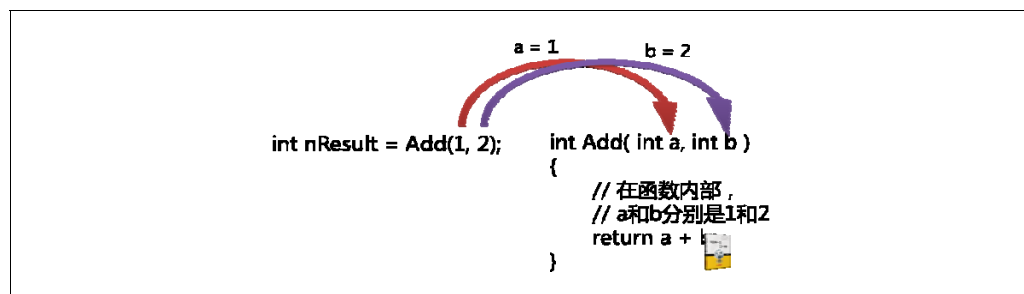 a = 1
b = 2
int nResult = Add(1, 2);
int Add( int a, int b )
{
// 在函数内部，
// a和b分别是1和2
return a +
}